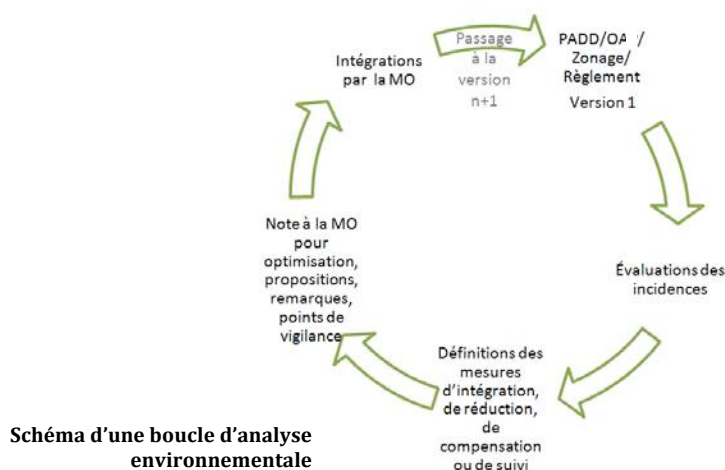 Intégrations
par la MO
Passage
à la
version
n+1
PADD/OAP/
Zonage/
Règlement
Version 1
Évaluations des
incidences
Définitions des
mesures
d'intégration,
de réduction,
de
compensation
ou de suivi
Note à la MO
pour
optimisation,
propositions,
remarques,
points de
vigilance
Schéma d'une boucle d'analyse
environnementale